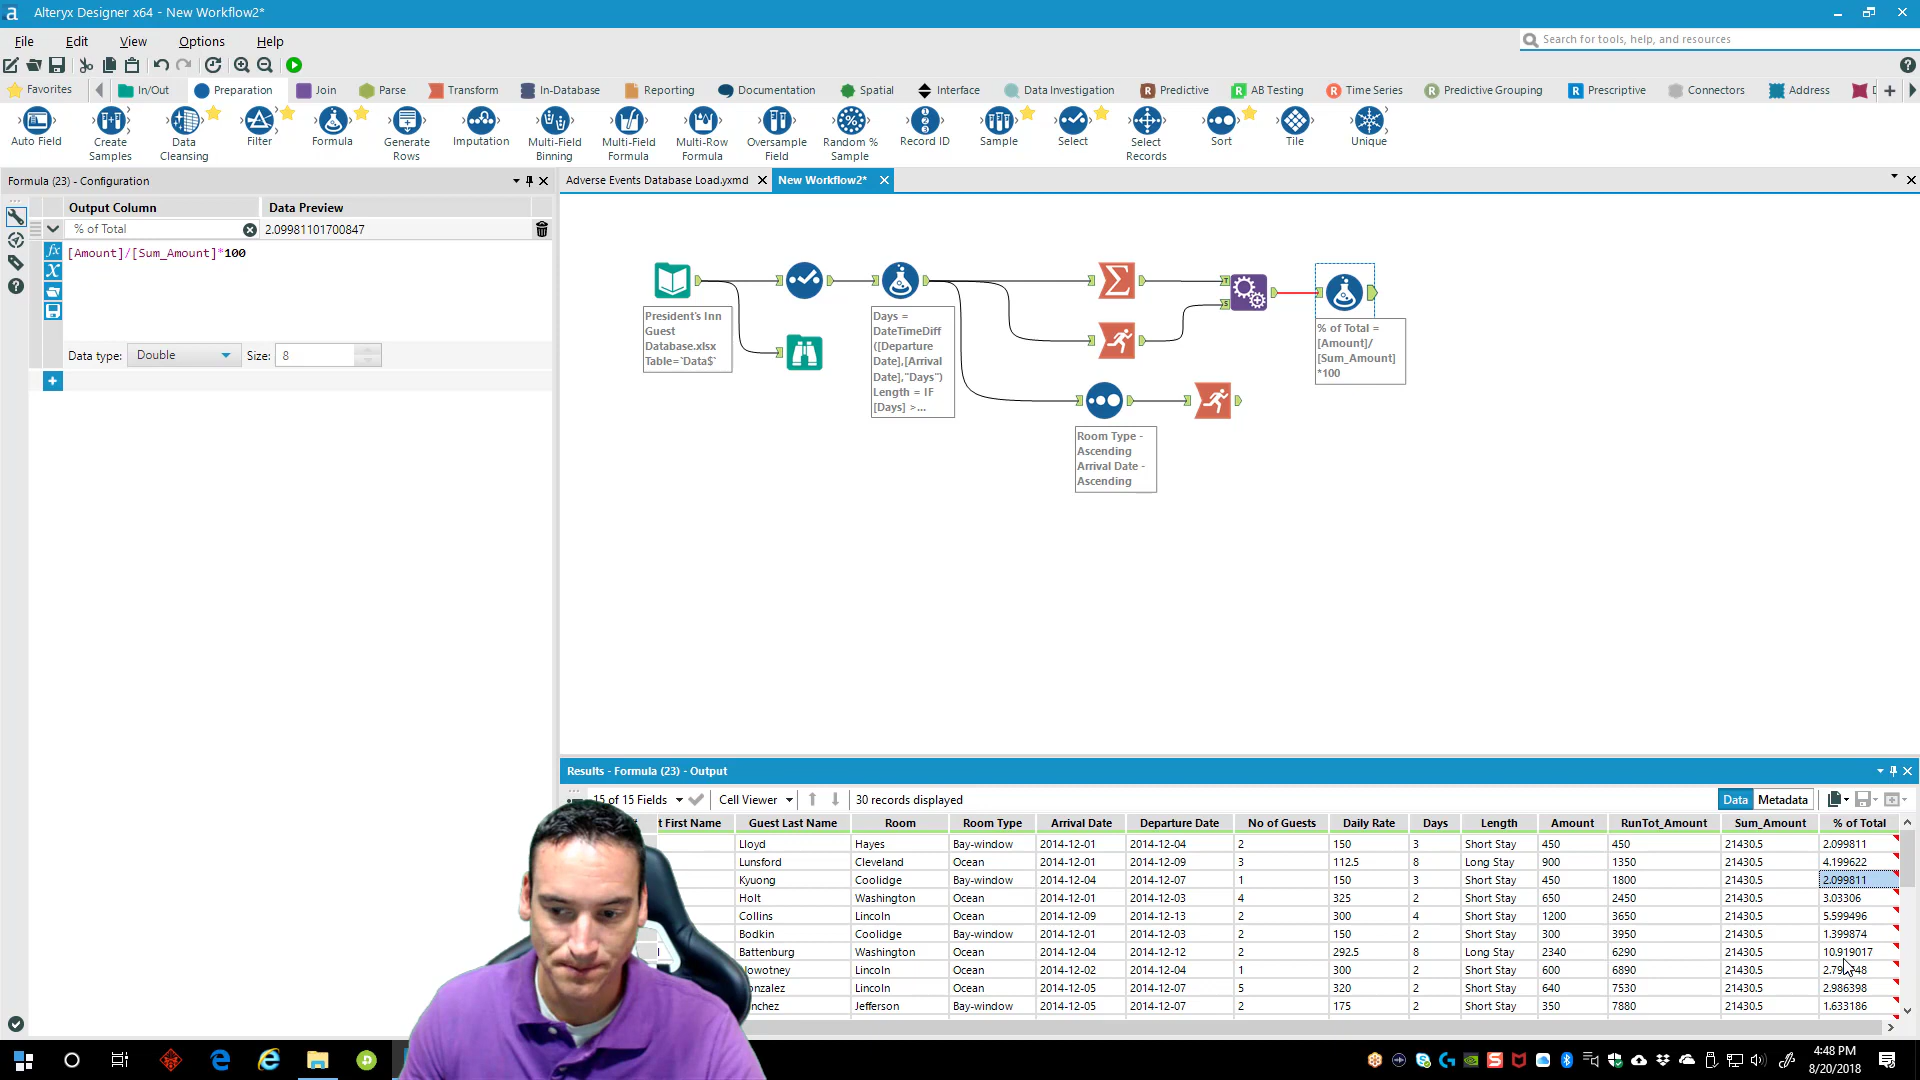 Alteryx Designer x64 - New Workflow2*
File Edit View Options Help
Search for tools, help, and resources
Favorites In/Out Preparation Join Parse Transform In-Database Reporting Documentation Spatial Interface Data Investigation Predictive AB Testing Time Series Predictive Grouping Prescriptive Connectors Address
Auto Field Create Samples Data Cleansing Filter Formula Generate Rows Imputation Multi-Field Binning Multi-Field Formula Multi-Row Formula Oversample Field Random % Sample Record ID Sample Select Select Records Sort Tile Unique
Formula (23) - Configuration
Adverse Events Database Load.yxmd New Workflow2*
Output Column Data Preview
% of Total 2.09981101700847
[Amount]/[Sum_Amount]*100
Data type: Double Size: 8
President's Inn
Guest
Database.xlsx
Table=`Data$`
Days =
DateTimeDiff
([Departure
Date],[Arrival
Date],"Days")
Length = IF
[Days] >...
% of Total =
[Amount]/
[Sum_Amount]
*100
Room Type -
Ascending
Arrival Date -
Ascending
Results - Formula (23) - Output
15 of 15 Fields Cell Viewer 30 records displayed Data Metadata
t First Name Guest Last Name Room Room Type Arrival Date Departure Date No of Guests Daily Rate Days Length Amount RunTot_Amount Sum_Amount % of Total
Lloyd Hayes Bay-window 2014-12-01 2014-12-04 2 150 3 Short Stay 450 450 21430.5 2.099811
Lunsford Cleveland Ocean 2014-12-01 2014-12-09 3 112.5 8 Long Stay 900 1350 21430.5 4.199622
Kyuong Coolidge Bay-window 2014-12-04 2014-12-07 1 150 3 Short Stay 450 1800 21430.5 2.099811
Holt Washington Ocean 2014-12-01 2014-12-03 4 325 2 Short Stay 650 2450 21430.5 3.03306
Collins Lincoln Ocean 2014-12-09 2014-12-13 2 300 4 Short Stay 1200 3650 21430.5 5.599496
Bodkin Coolidge Bay-window 2014-12-01 2014-12-03 2 150 2 Short Stay 300 3950 21430.5 1.399874
Battenburg Washington Ocean 2014-12-04 2014-12-12 2 292.5 8 Long Stay 2340 6290 21430.5 10.919017
Nowotney Lincoln Ocean 2014-12-02 2014-12-04 1 300 2 Short Stay 600 6890 21430.5
onzalez Lincoln Ocean 2014-12-05 2014-12-07 5 320 2 Short Stay 640 7530 21430.5 2.986398
nchez Jefferson Bay-window 2014-12-05 2014-12-07 2 175 2 Short Stay 350 7880 21430.5 1.633186
4:48 PM
8/20/2018